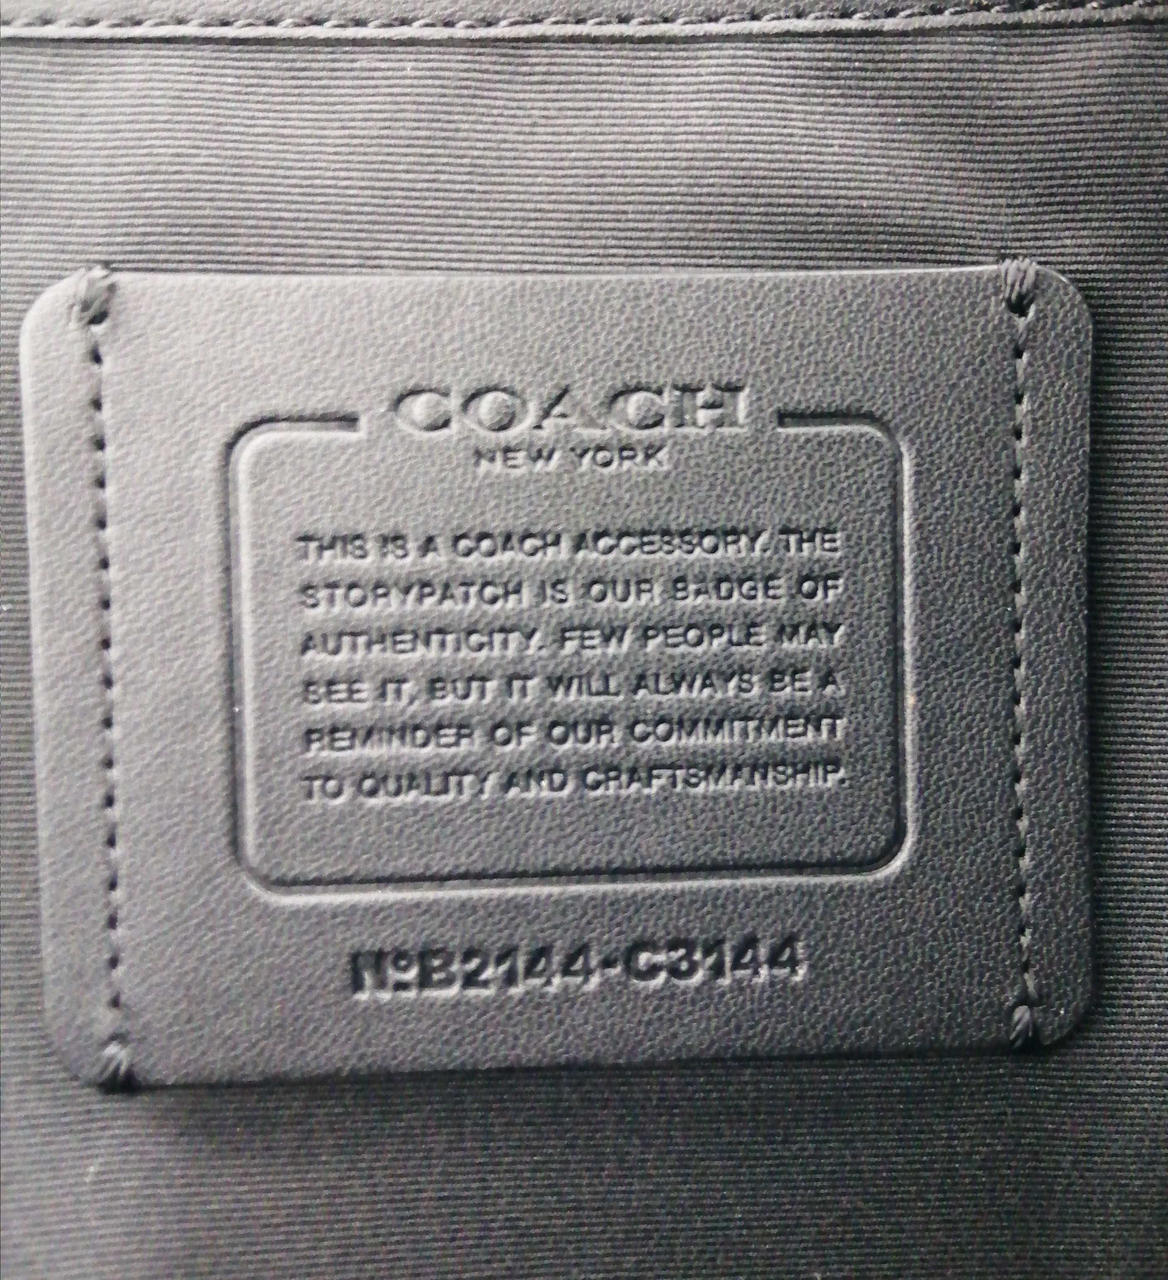 COACH
NEW YORK
THIS IS A COACH ACCESSORY. THE
STORYPATCH IS OUR BADGE OF
AUTHENTICITY. FEW PEOPLE MAY
SEE IT, BUT IT WILL ALWAYS BE A
REMINDER OF OUR COMMITMENT
TO QUALITY AND CRAFTSMANSHIP.
NºB2144-C3144